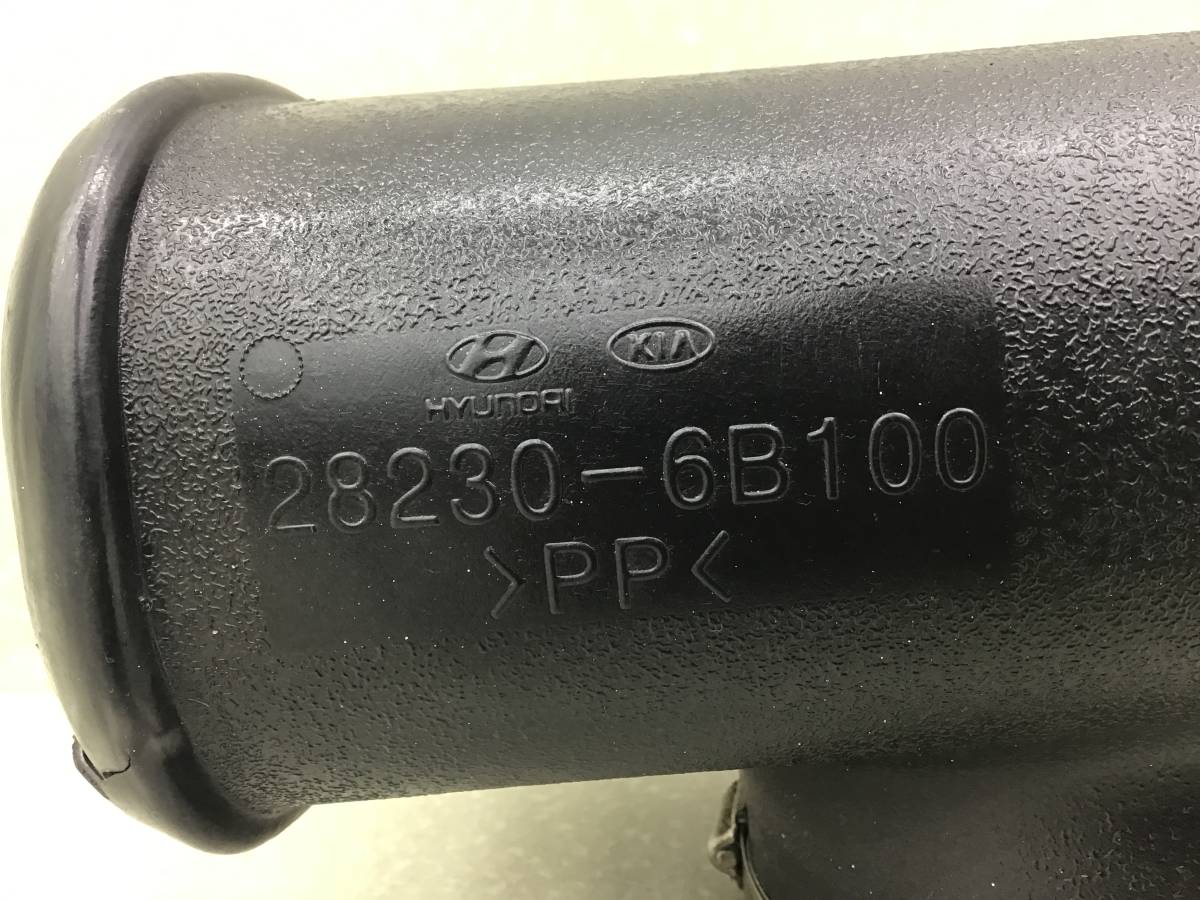 KIA
HYUNDAI
28230-6B100
>PP<